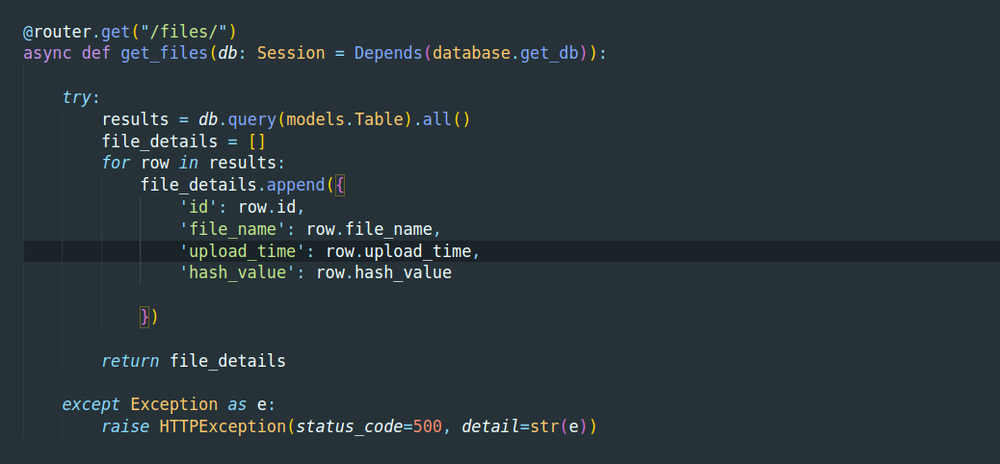 @router.get("/files/")
async def get_files(db: Session = Depends(database.get_db)):
try:
results = db.query(models.Table).all()
file_details = []
for row in results:
file_details.append({
'id': row.id,
'file_name': row.file_name,
'upload_time': row.upload_time,
'hash_value': row.hash_value
})
return file_details
except Exception as e:
raise HTTPException(status_code=500, detail=str(e))